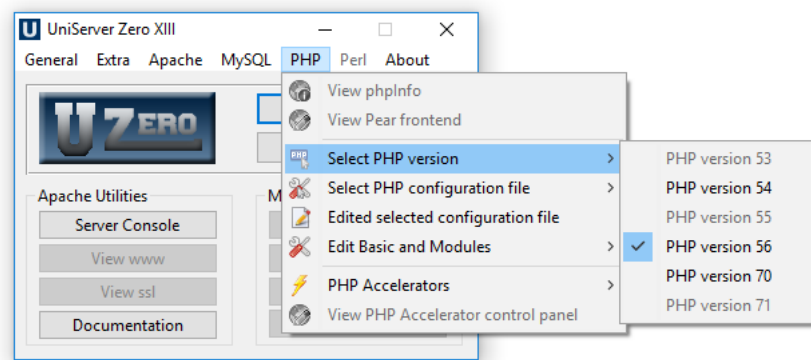 UniServer Zero XIII
General Extra Apache MySQL PHP Perl About
U ZERO
View phpInfo
View Pear frontend
Select PHP version
Select PHP configuration file
Edited selected configuration file
Edit Basic and Modules
PHP Accelerators
View PHP Accelerator control panel
PHP version 53
PHP version 54
PHP version 55
PHP version 56
PHP version 70
PHP version 71
Apache Utilities
Server Console
View www
View ssl
Documentation
M